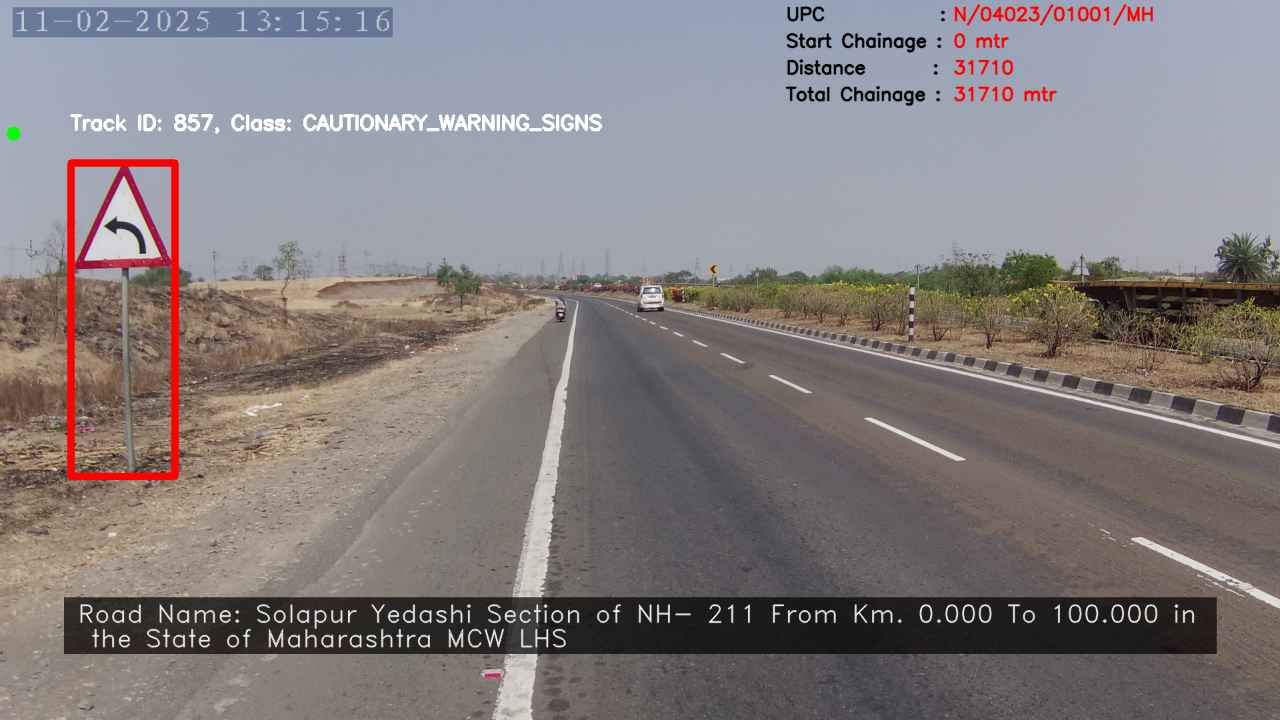 11-02-2025 13:15:16
UPC : N/04023/01001/MH
Start Chainage : 0 mtr
Distance : 31710
Total Chainage : 31710 mtr
Track ID: 857, Class: CAUTIONARY_WARNING_SIGNS
Road Name: Solapur Yedashi Section of NH- 211 From Km. 0.000 To 100.000 in
the State of Maharashtra MCW LHS